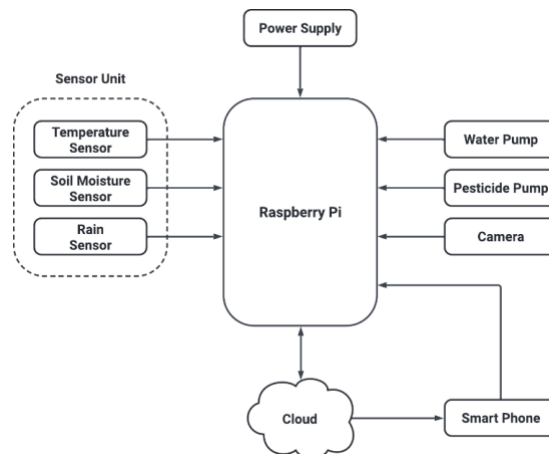 Power Supply
Sensor Unit
Temperature
Sensor
Soil Moisture
Sensor
Rain
Sensor
Raspberry Pi
Water Pump
Pesticide Pump
Camera
Cloud
Smart Phone